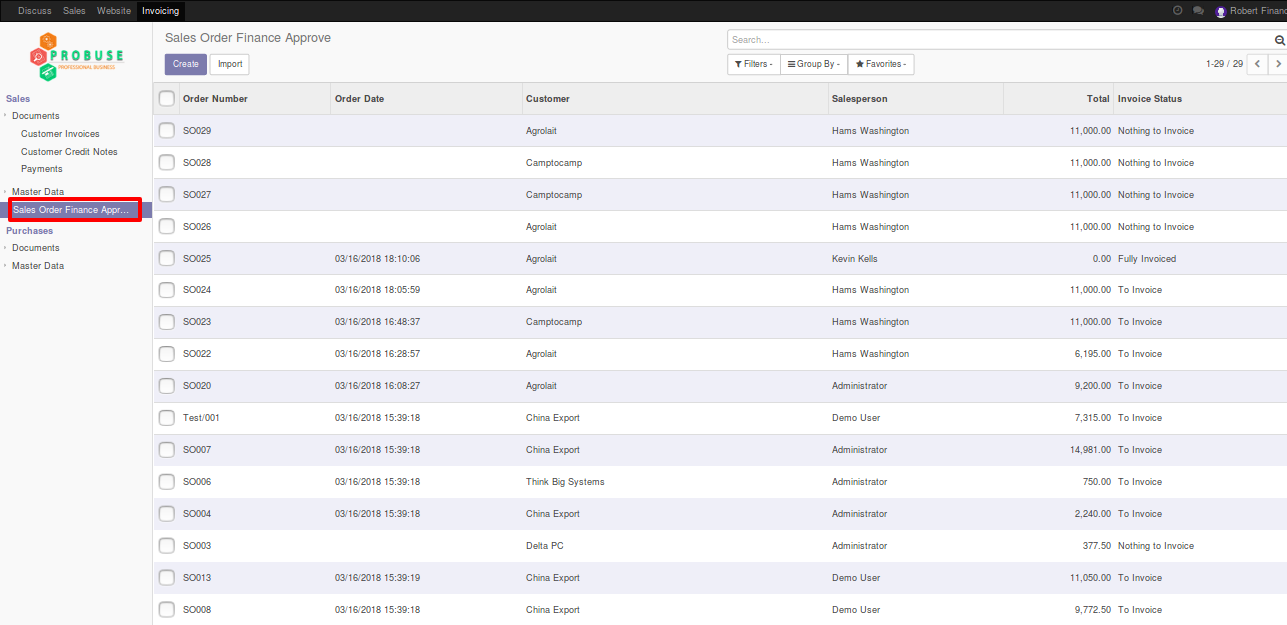 Discuss Sales Website Invoicing Robert Financ
PROBUSE
PROFESSIONAL BUSINESS
Sales
Documents
Customer Invoices
Customer Credit Notes
Payments
Master Data
Sales Order Finance Appr...
Purchases
Documents
Master Data
Sales Order Finance Approve
Search...
Create Import
Filters Group By Favorites
1-29 / 29
Order Number Order Date Customer Salesperson Total Invoice Status
SO029 Agrolait Hams Washington 11,000.00 Nothing to Invoice
SO028 Camptocamp Hams Washington 11,000.00 Nothing to Invoice
SO027 Camptocamp Hams Washington 11,000.00 Nothing to Invoice
SO026 Agrolait Hams Washington 11,000.00 Nothing to Invoice
SO025 03/16/2018 18:10:06 Agrolait Kevin Kells 0.00 Fully Invoiced
SO024 03/16/2018 18:05:59 Agrolait Hams Washington 11,000.00 To Invoice
SO023 03/16/2018 16:48:37 Camptocamp Hams Washington 11,000.00 To Invoice
SO022 03/16/2018 16:28:57 Agrolait Hams Washington 6,195.00 To Invoice
SO020 03/16/2018 16:08:27 Agrolait Administrator 9,200.00 To Invoice
Test/001 03/16/2018 15:39:18 China Export Demo User 7,315.00 To Invoice
SO007 03/16/2018 15:39:18 China Export Administrator 14,981.00 To Invoice
SO006 03/16/2018 15:39:18 Think Big Systems Administrator 750.00 To Invoice
SO004 03/16/2018 15:39:18 China Export Administrator 2,240.00 To Invoice
SO003 Delta PC Administrator 377.50 Nothing to Invoice
SO013 03/16/2018 15:39:19 China Export Demo User 11,050.00 To Invoice
SO008 03/16/2018 15:39:18 China Export Demo User 9,772.50 To Invoice